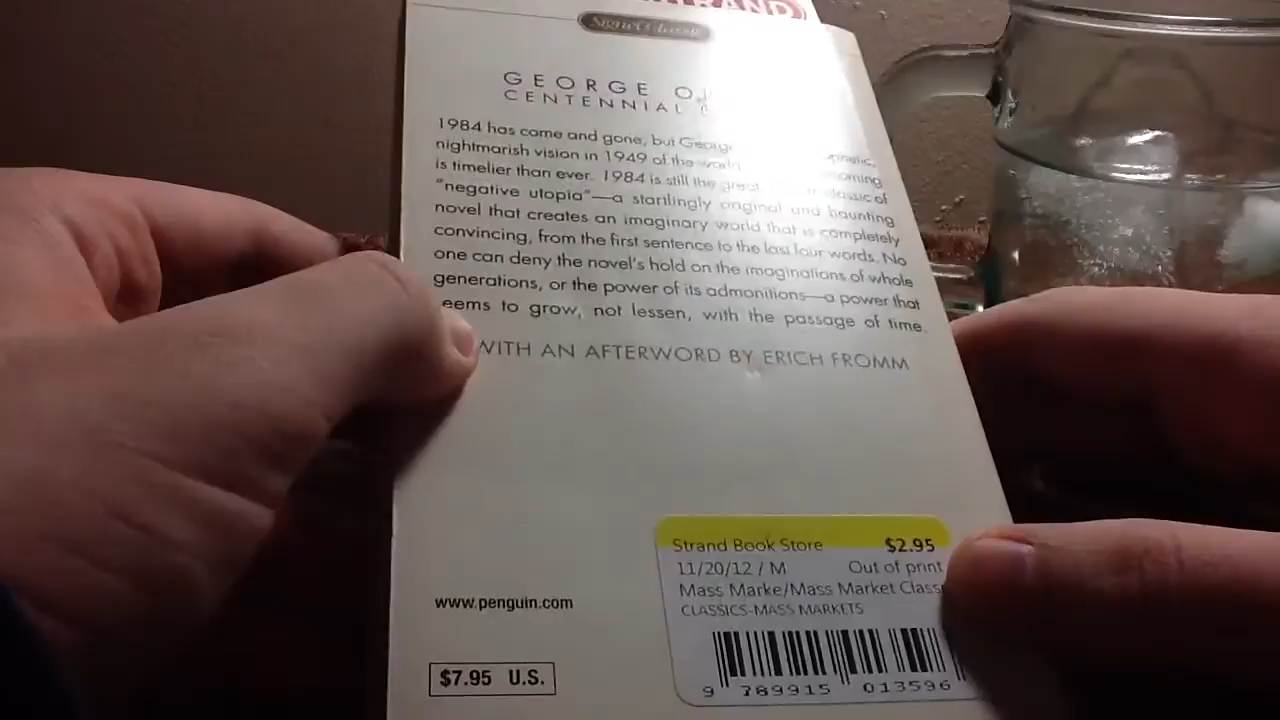 STRAND
Signet Classic
GEORGE
CENTENNIAL
1984 has come and gone, but George
nightmarish vision in 1949 of the world
is timelier than ever. 1984 is still the great classic of
“negative utopia”—a startlingly original and haunting
novel that creates an imaginary world that is completely
convincing, from the first sentence to the last four words. No
one can deny the novel's hold on the imaginations of whole
generations, or the power of its admonitions—a power that
eems to grow, not lessen, with the passage of time.
WITH AN AFTERWORD BY ERICH FROMM
Strand Book Store $2.95
11/20/12 / M Out of print
Mass Marke/Mass Market Class
CLASSICS-MASS MARKETS
www.penguin.com
$7.95 U.S.
9 789915 013596